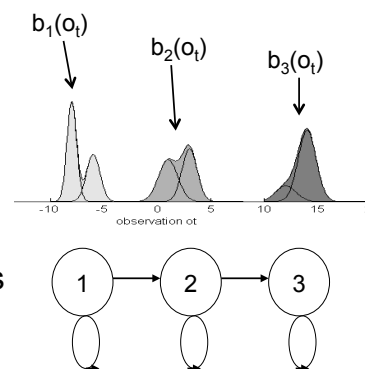 b₁(oₜ)
b₂(oₜ)
b₃(oₜ)
-10 -5 0 5 10 15
observation ot
s 1 2 3